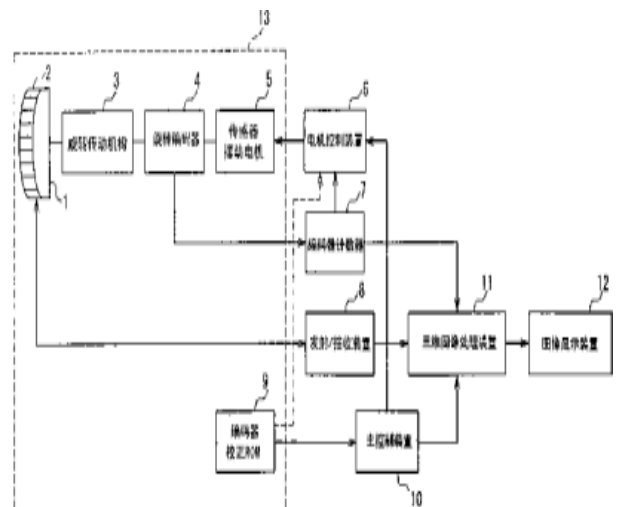 13
2
3
4
5
6
旋转传动机构
旋转编码器
传感器
摆动电机
电机控制装置
1
7
编码器计数器
8
11
12
发射/接收装置
三维图像处理装置
图像显示装置
9
编码器
校正ROM
主控制装置
10